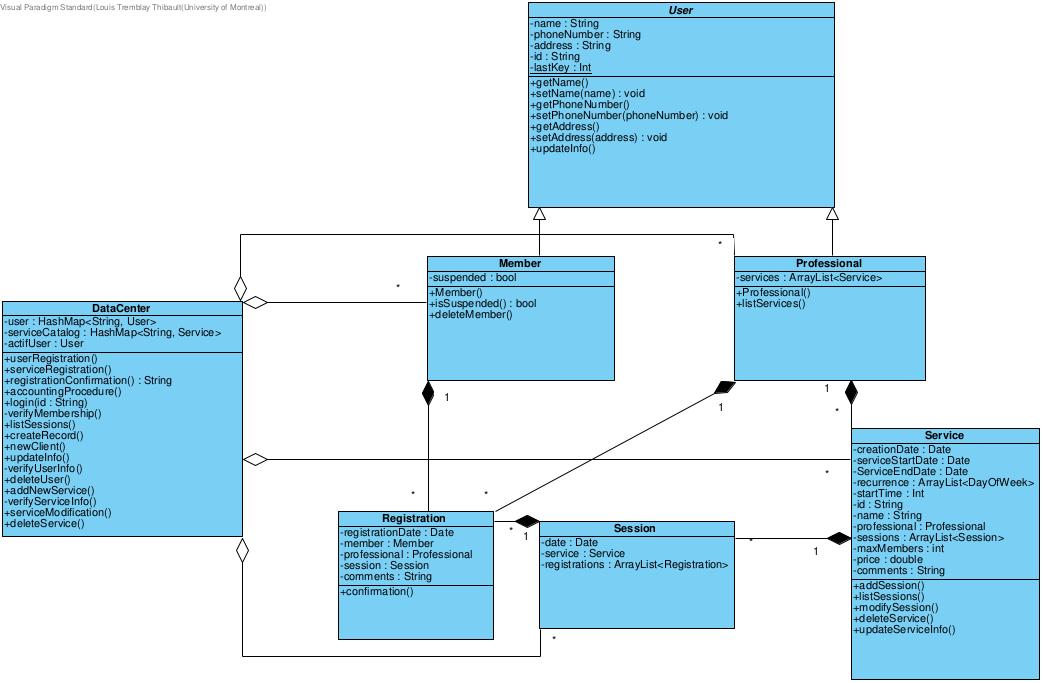 Visual Paradigm Standard(Louis Tremblay Thibault(University of Montreal))
User
-name : String
-phoneNumber : String
-address : String
-id : String
-lastKey : Int
+getName()
+setName(name) : void
+getPhoneNumber()
+setPhoneNumber(phoneNumber) : void
+getAddress()
+setAddress(address) : void
+updateInfo()
*
*
Member
-suspended : bool
+Member()
+isSuspended() : bool
+deleteMember()
1
Professional
-services : ArrayList<Service>
+Professional()
+listServices()
1
1
*
DataCenter
-user : HashMap<String, User>
-serviceCatalog : HashMap<String, Service>
-actifUser : User
+userRegistration()
+serviceRegistration()
+registrationConfirmation() : String
+accountingProcedure()
+login(id : String)
-verifyMembership()
+listSessions()
+createRecord()
+newClient()
+updateInfo()
-verifyUserInfo()
+deleteUser()
+addNewService()
-verifyServiceInfo()
+serviceModification()
+deleteService()
*
*
*
Service
-creationDate : Date
-serviceStartDate : Date
-ServiceEndDate : Date
-recurrence : ArrayList<DayOfWeek>
-startTime : Int
-id : String
-name : String
-professional : Professional
-sessions : ArrayList<Session>
-maxMembers : int
-price : double
-comments : String
+addSession()
+listSessions()
+modifySession()
+deleteService()
+updateServiceInfo()
Registration
-registrationDate : Date
-member : Member
-professional : Professional
-session : Session
-comments : String
+confirmation()
*
1
Session
-date : Date
-service : Service
-registrations : ArrayList<Registration>
*
1
*